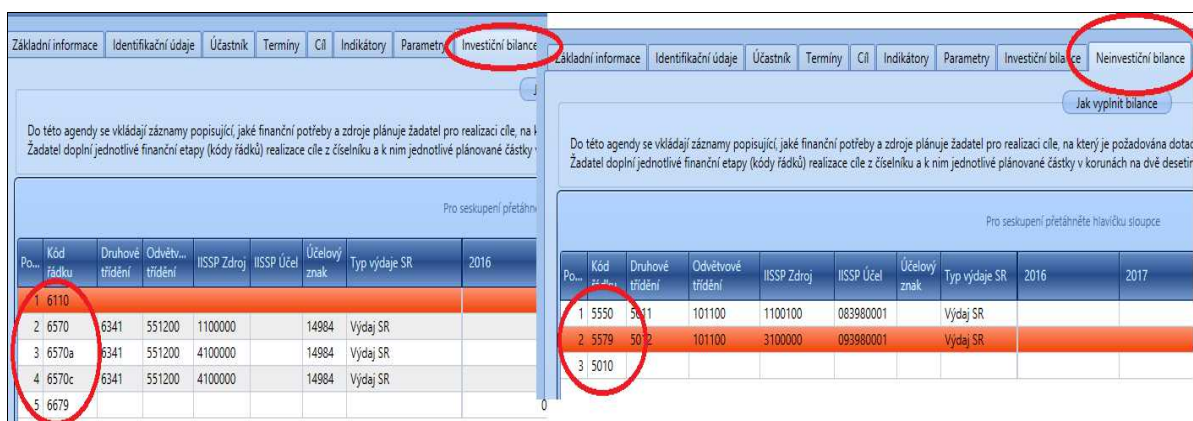 Základní informace Identifikační údaje Účastník Termíny Cíl Indikátory Parametry Investiční bilance
Do této agendy se vkládají záznamy popisující, jaké finanční potřeby a zdroje plánuje žadatel pro realizaci cíle, na k
Žadatel doplní jednotlivé finanční etapy (kódy řádků) realizace cíle z číselníku a k nim jednotlivé plánované částky v
Pro seskupení přetáhně
Po... Kód řádku Druhové třídění Odvětv... třídění IISSP Zdroj IISSP Účel Účelový znak Typ výdaje SR 2016
1 6110
2 6570 6341 551200 1100000 14984 Výdaj SR
3 6570a 6341 551200 4100000 14984 Výdaj SR
4 6570c 6341 551200 4100000 14984 Výdaj SR
5 6679 0
Základní informace Identifikační údaje Účastník Termíny Cíl Indikátory Parametry Investiční bilance Neinvestiční bilance
Jak vyplnit bilance
Do této agendy se vkládají záznamy popisující, jaké finanční potřeby a zdroje plánuje žadatel pro realizaci cíle, na který je požadována dotac
Žadatel doplní jednotlivé finanční etapy (kódy řádků) realizace cíle z číselníku a k nim jednotlivé plánované částky v korunách na dvě desetin
Pro seskupení přetáhněte hlavičku sloupce
Po... Kód řádku Druhové třídění Odvětvové třídění IISSP Zdroj IISSP Účel Účelový znak Typ výdaje SR 2016 2017
1 5550 5011 101100 1100100 083980001 Výdaj SR
2 5579 5012 101100 3100000 093980001 Výdaj SR
3 5010